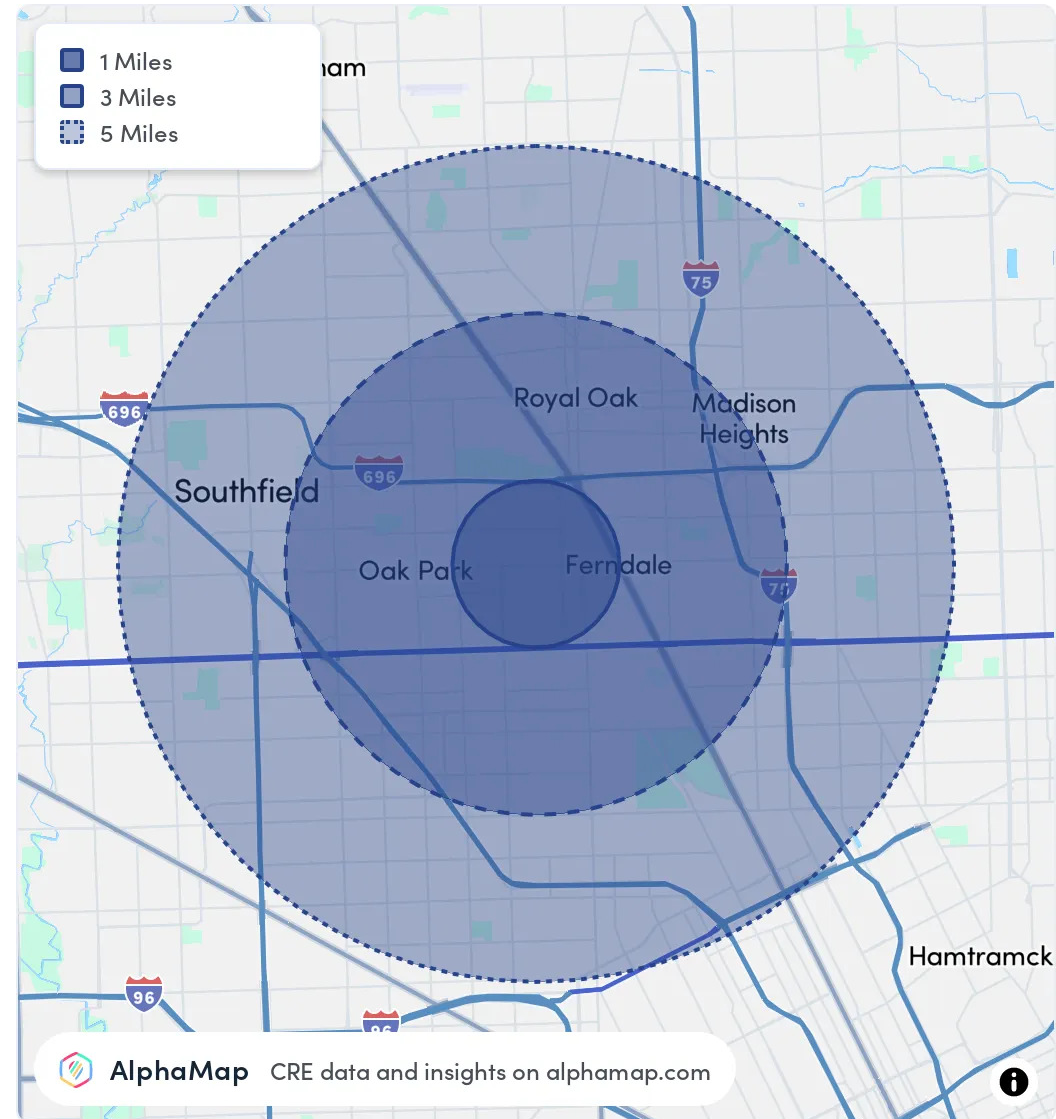 1 Miles
3 Miles
5 Miles
75
Royal Oak
Madison
Heights
696
696
Southfield
Oak Park
Ferndale
75
Hamtramck
96
96
AlphaMap CRE data and insights on alphamap.com